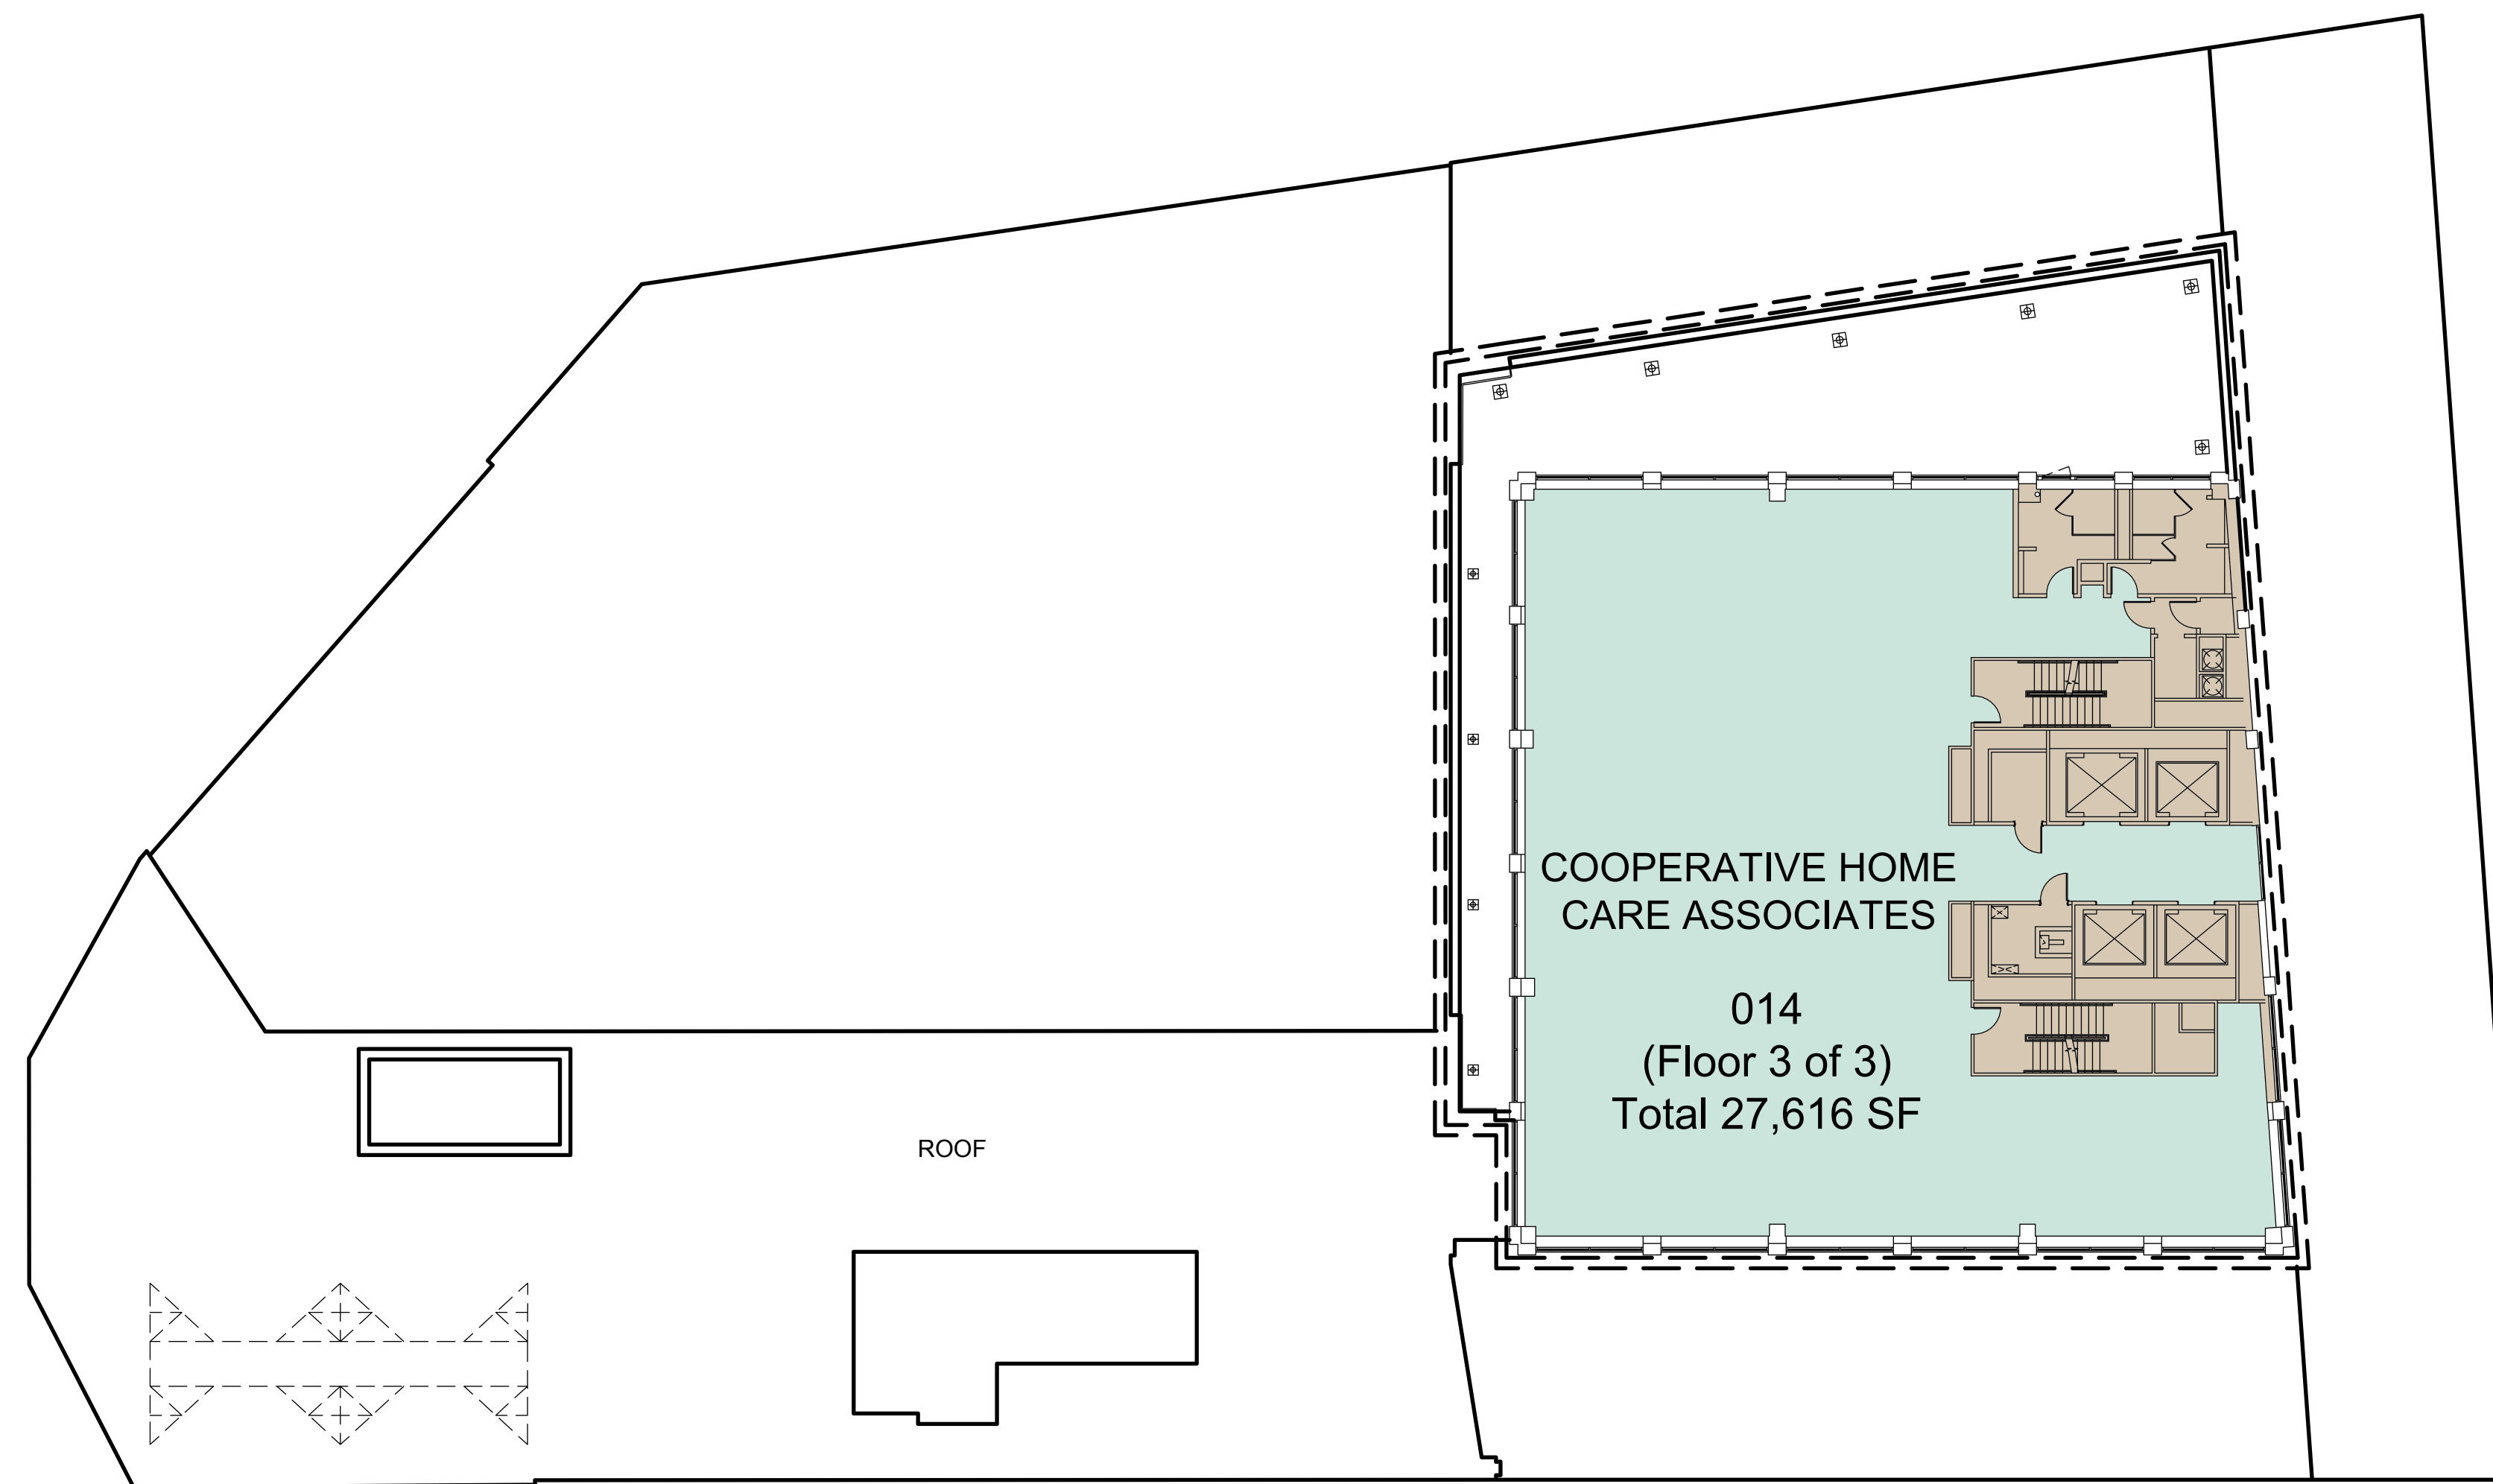 COOPERATIVE HOME
CARE ASSOCIATES
014
(Floor 3 of 3)
Total 27,616 SF
ROOF